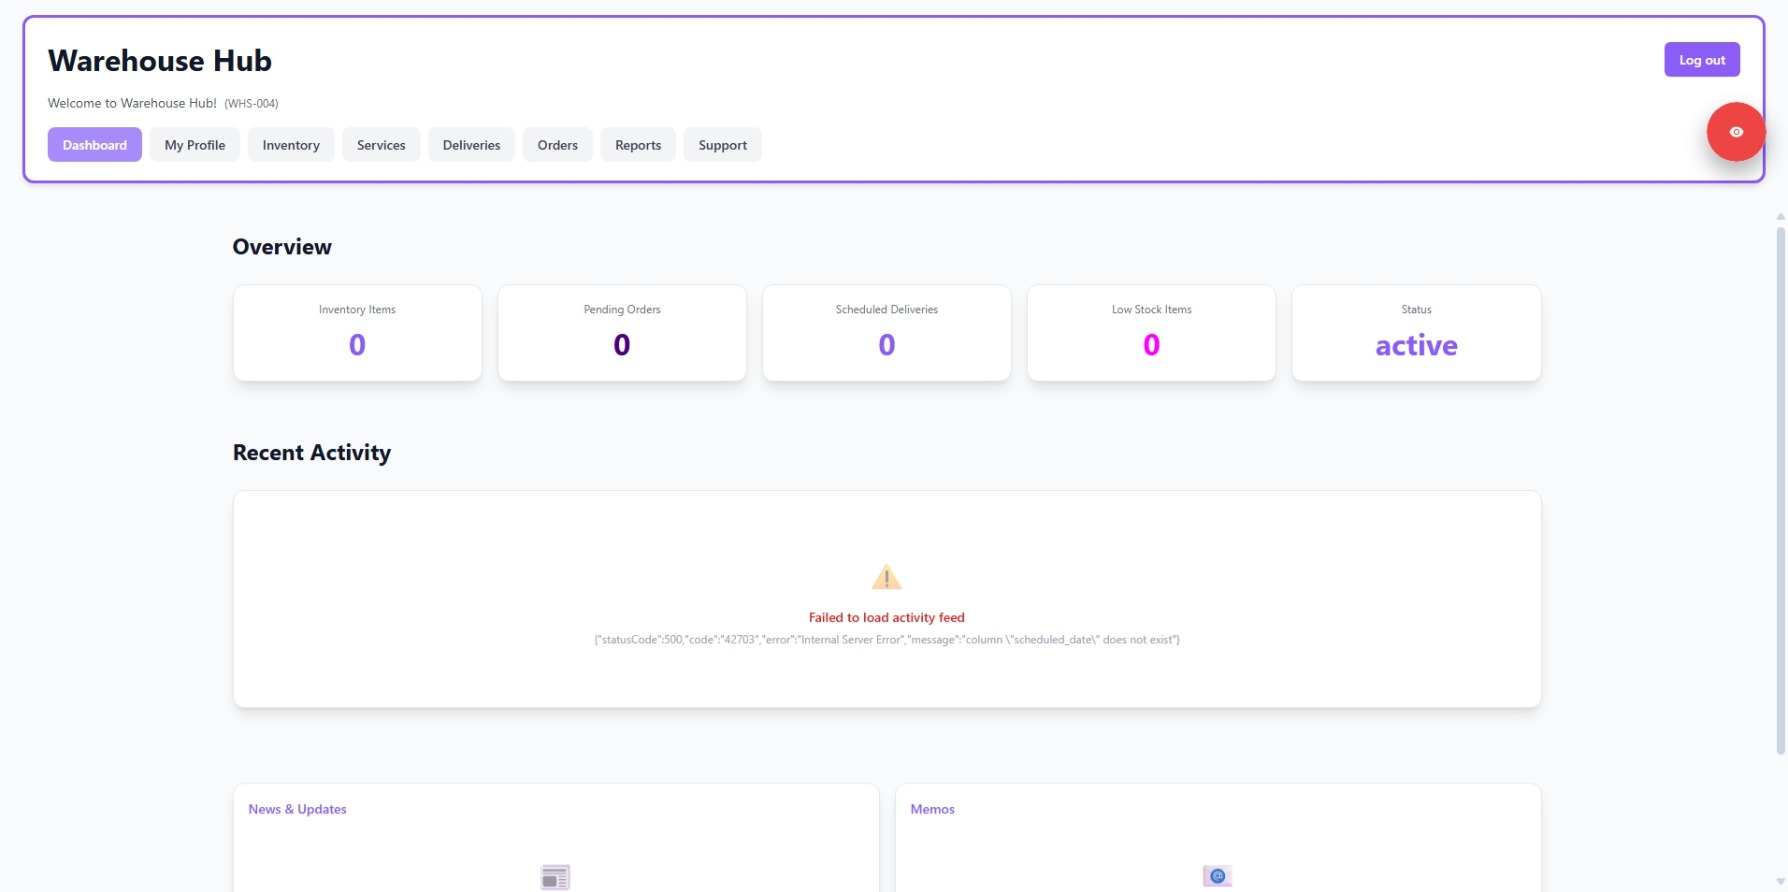 Warehouse Hub
Log out
Welcome to Warehouse Hub! (WHS-004)
Dashboard
My Profile
Inventory
Services
Deliveries
Orders
Reports
Support
Overview
Inventory Items
0
Pending Orders
0
Scheduled Deliveries
0
Low Stock Items
0
Status
active
Recent Activity
Failed to load activity feed
{"statusCode":500,"code":"42703","error":"Internal Server Error","message":"column \"scheduled_date\" does not exist"}
News & Updates
Memos